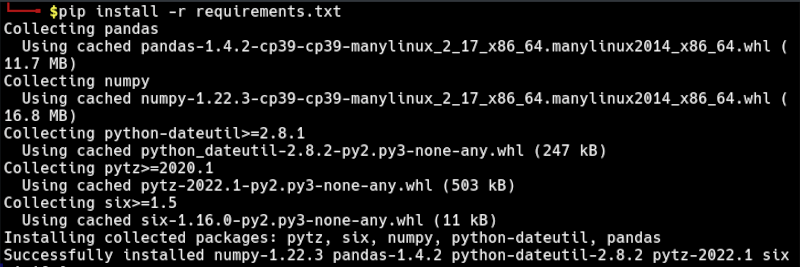 $pip install -r requirements.txt
Collecting pandas
  Using cached pandas-1.4.2-cp39-cp39-manylinux_2_17_x86_64.manylinux2014_x86_64.whl (
11.7 MB)
Collecting numpy
  Using cached numpy-1.22.3-cp39-cp39-manylinux_2_17_x86_64.manylinux2014_x86_64.whl (
16.8 MB)
Collecting python-dateutil>=2.8.1
  Using cached python_dateutil-2.8.2-py2.py3-none-any.whl (247 kB)
Collecting pytz>=2020.1
  Using cached pytz-2022.1-py2.py3-none-any.whl (503 kB)
Collecting six>=1.5
  Using cached six-1.16.0-py2.py3-none-any.whl (11 kB)
Installing collected packages: pytz, six, numpy, python-dateutil, pandas
Successfully installed numpy-1.22.3 pandas-1.4.2 python-dateutil-2.8.2 pytz-2022.1 six